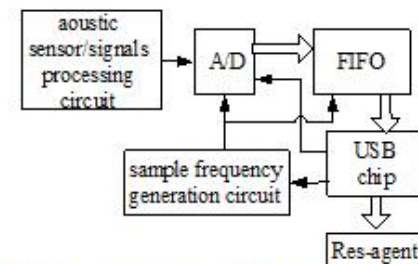 aoustic
sensor/signals
processing
circuit
A/D
FIFO
sample frequency
generation circuit
USB
chip
Res-agent